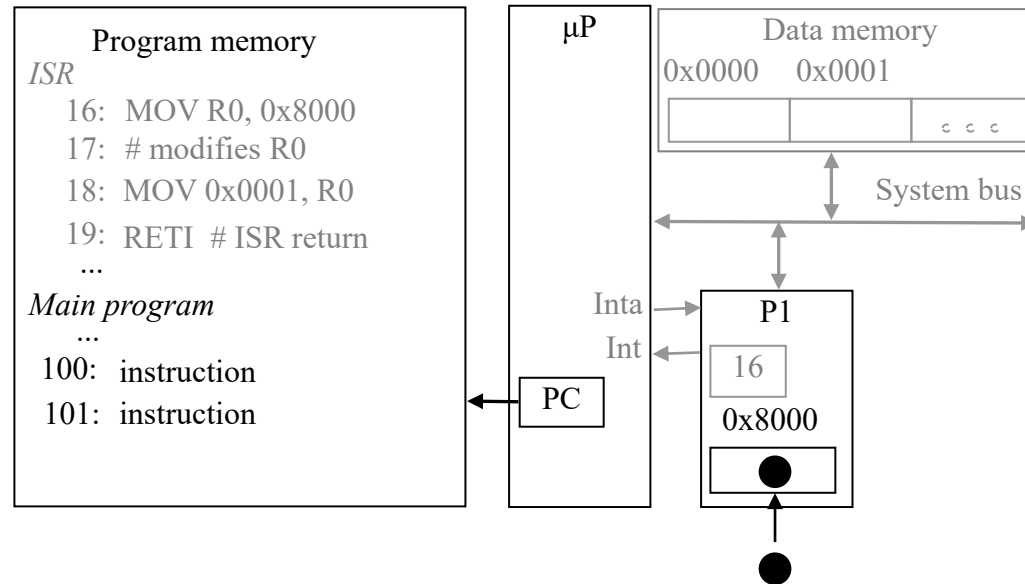 Program memory
ISR
16: MOV R0, 0x8000
17: # modifies R0
18: MOV 0x0001, R0
19: RETI # ISR return
...
Main program
...
100: instruction
101: instruction
μP
PC
Data memory
0x0000 0x0001
c c c
System bus
Inta
Int
P1
16
0x8000